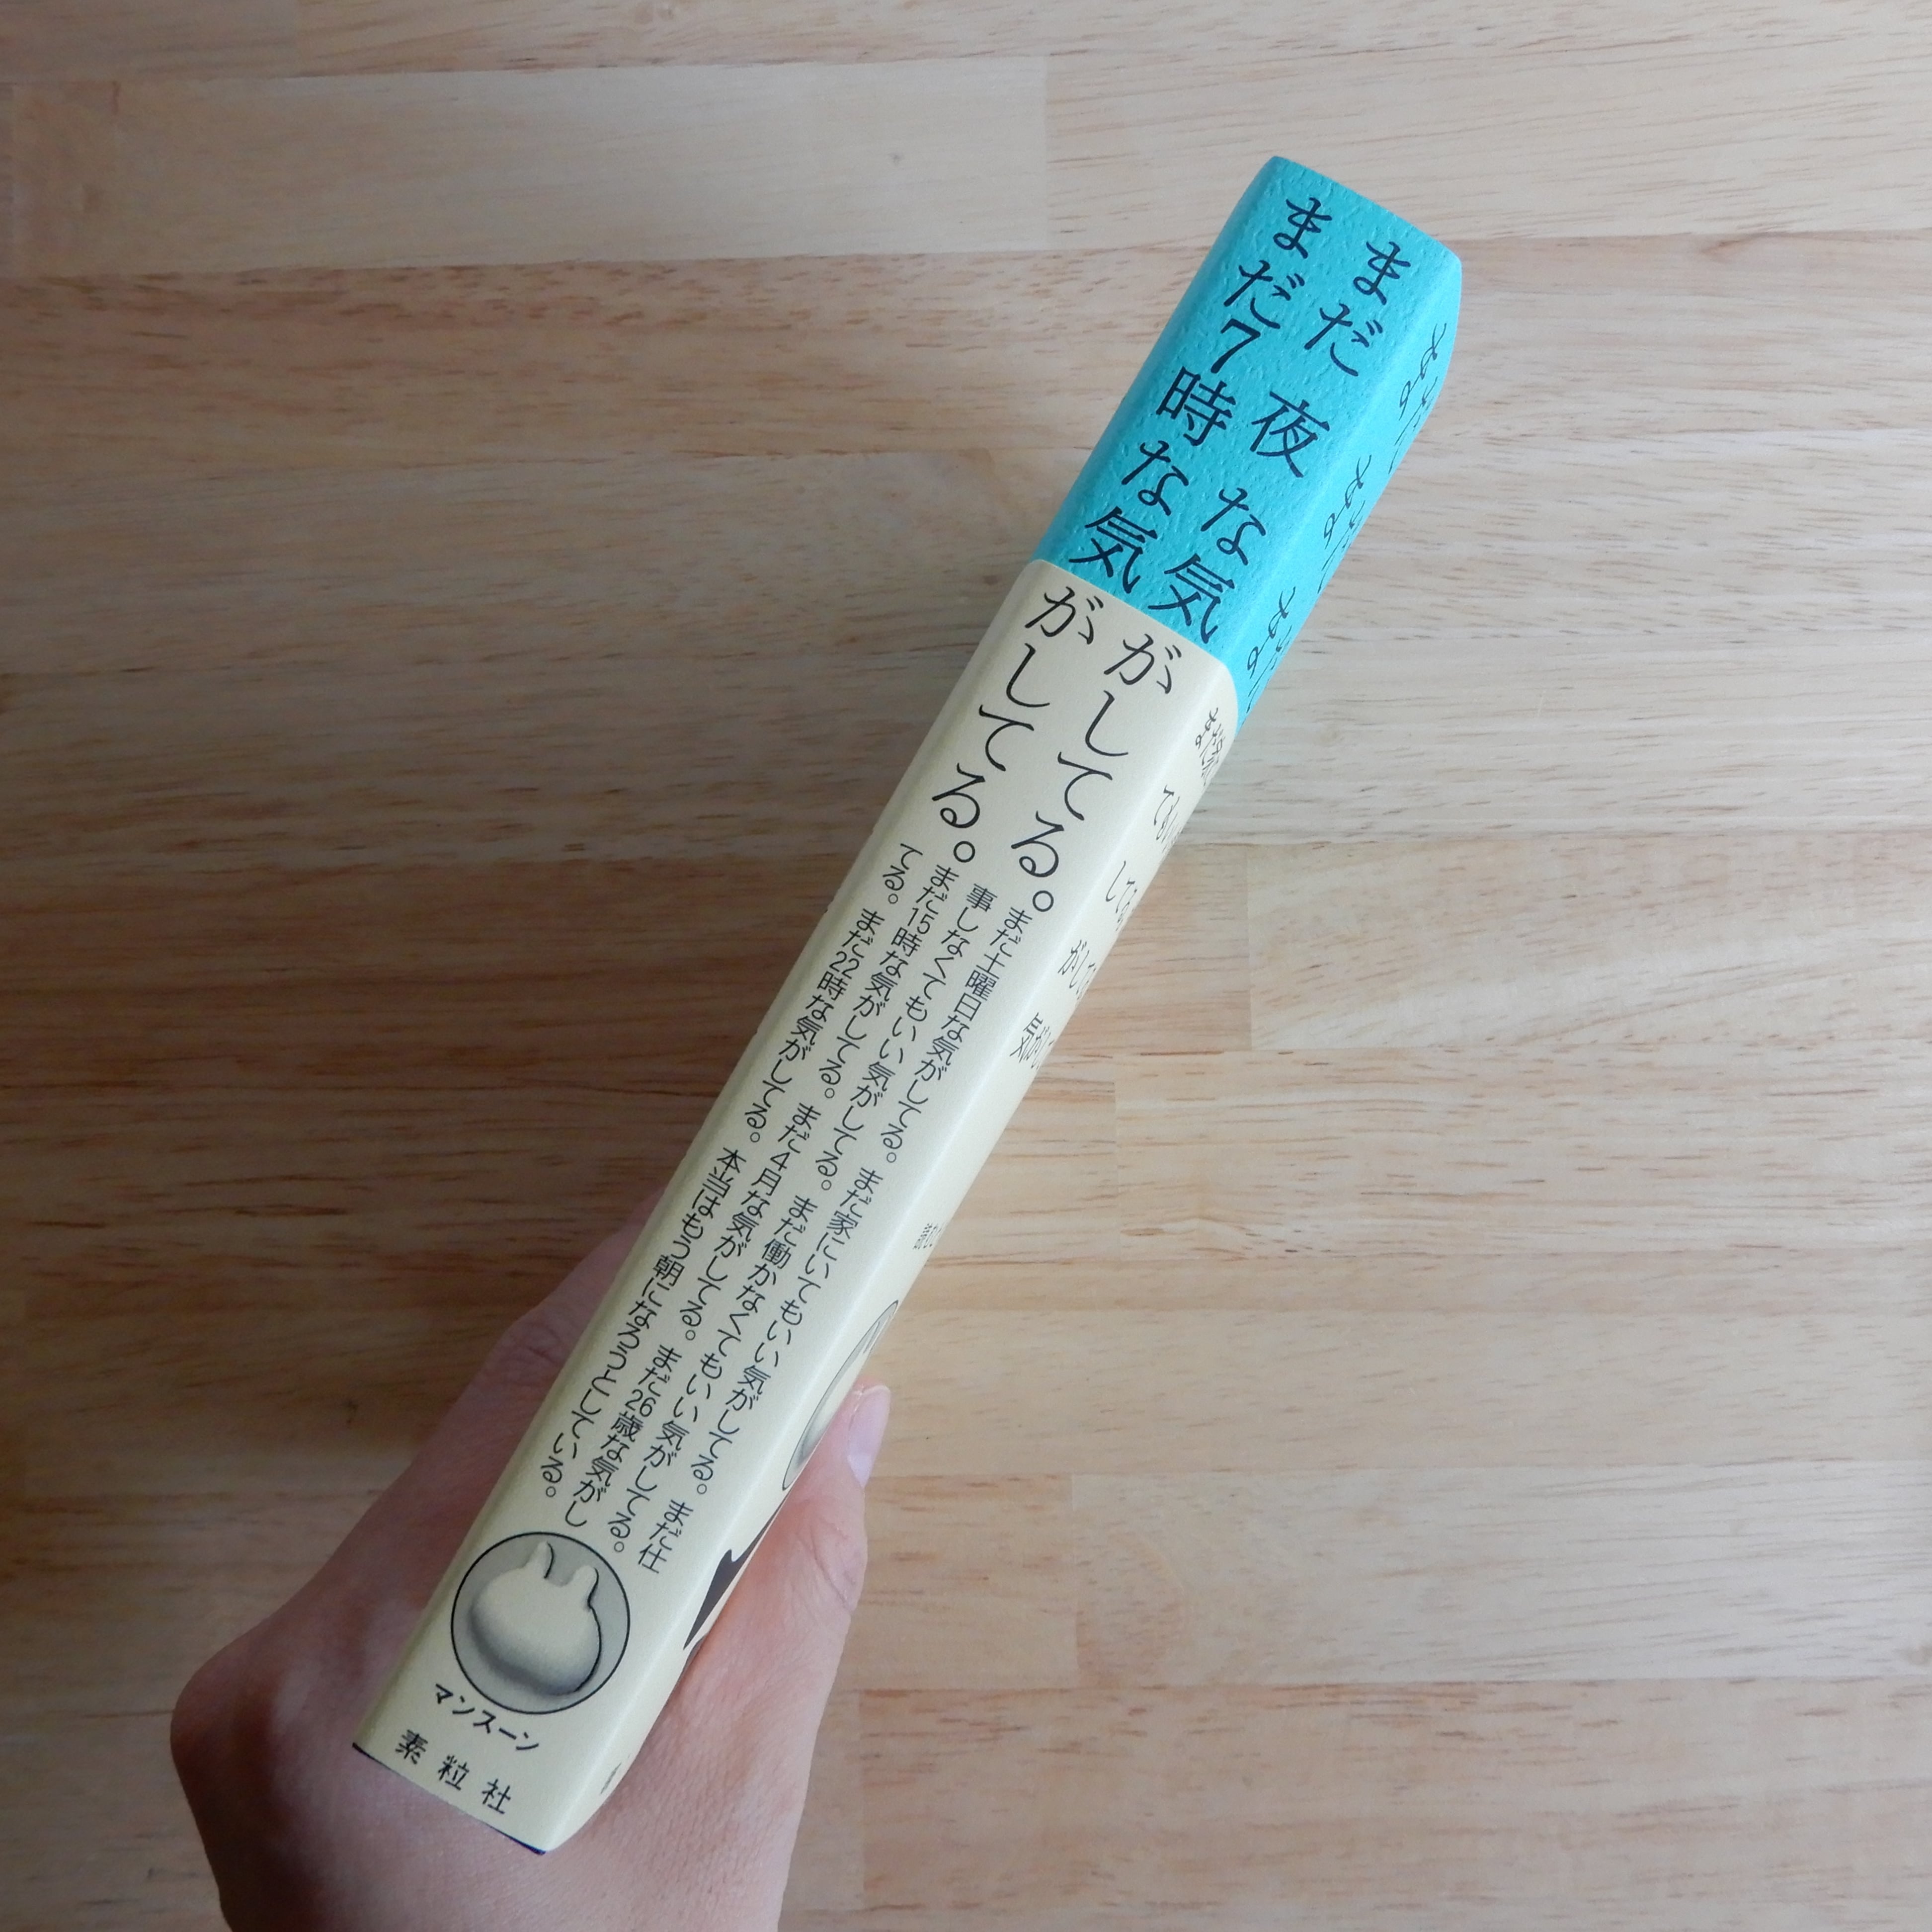 まだ夜な気がしてる。
まだ7時な気がしてる。
まだ土曜日な気がしてる。 まだ家にいてもいい気がしてる。 まだ仕
事しなくてもいい気がしてる。 まだ働かなくてもいい気がしてる。
まだ15時な気がしてる。 まだ4月な気がしてる。 まだ26歳な気がし
てる。 まだ22時な気がしてる。 本当はもう朝になろうとしている。
マンスーン
素粒社